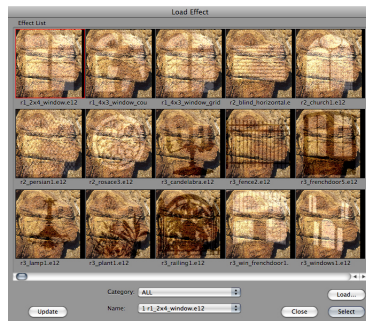 Load Effect
Effect List
r1_2x4_window.e12
r1_4x3_window_cou
r1_4x3_window_grid
r2_blind_horizontal.e
r2_church1.e12
r2_persian1.e12
r2_rosace3.e12
r3_candelabra.e12
r3_fence2.e12
r3_frenchdoor5.e12
r3_lamp1.e12
r3_plant1.e12
r3_railing1.e12
r3_win_frenchdoor1.
r3_windows1.e12
Category: ALL
Load...
Update
Name: 1 r1_2x4_window.e12
Close
Select